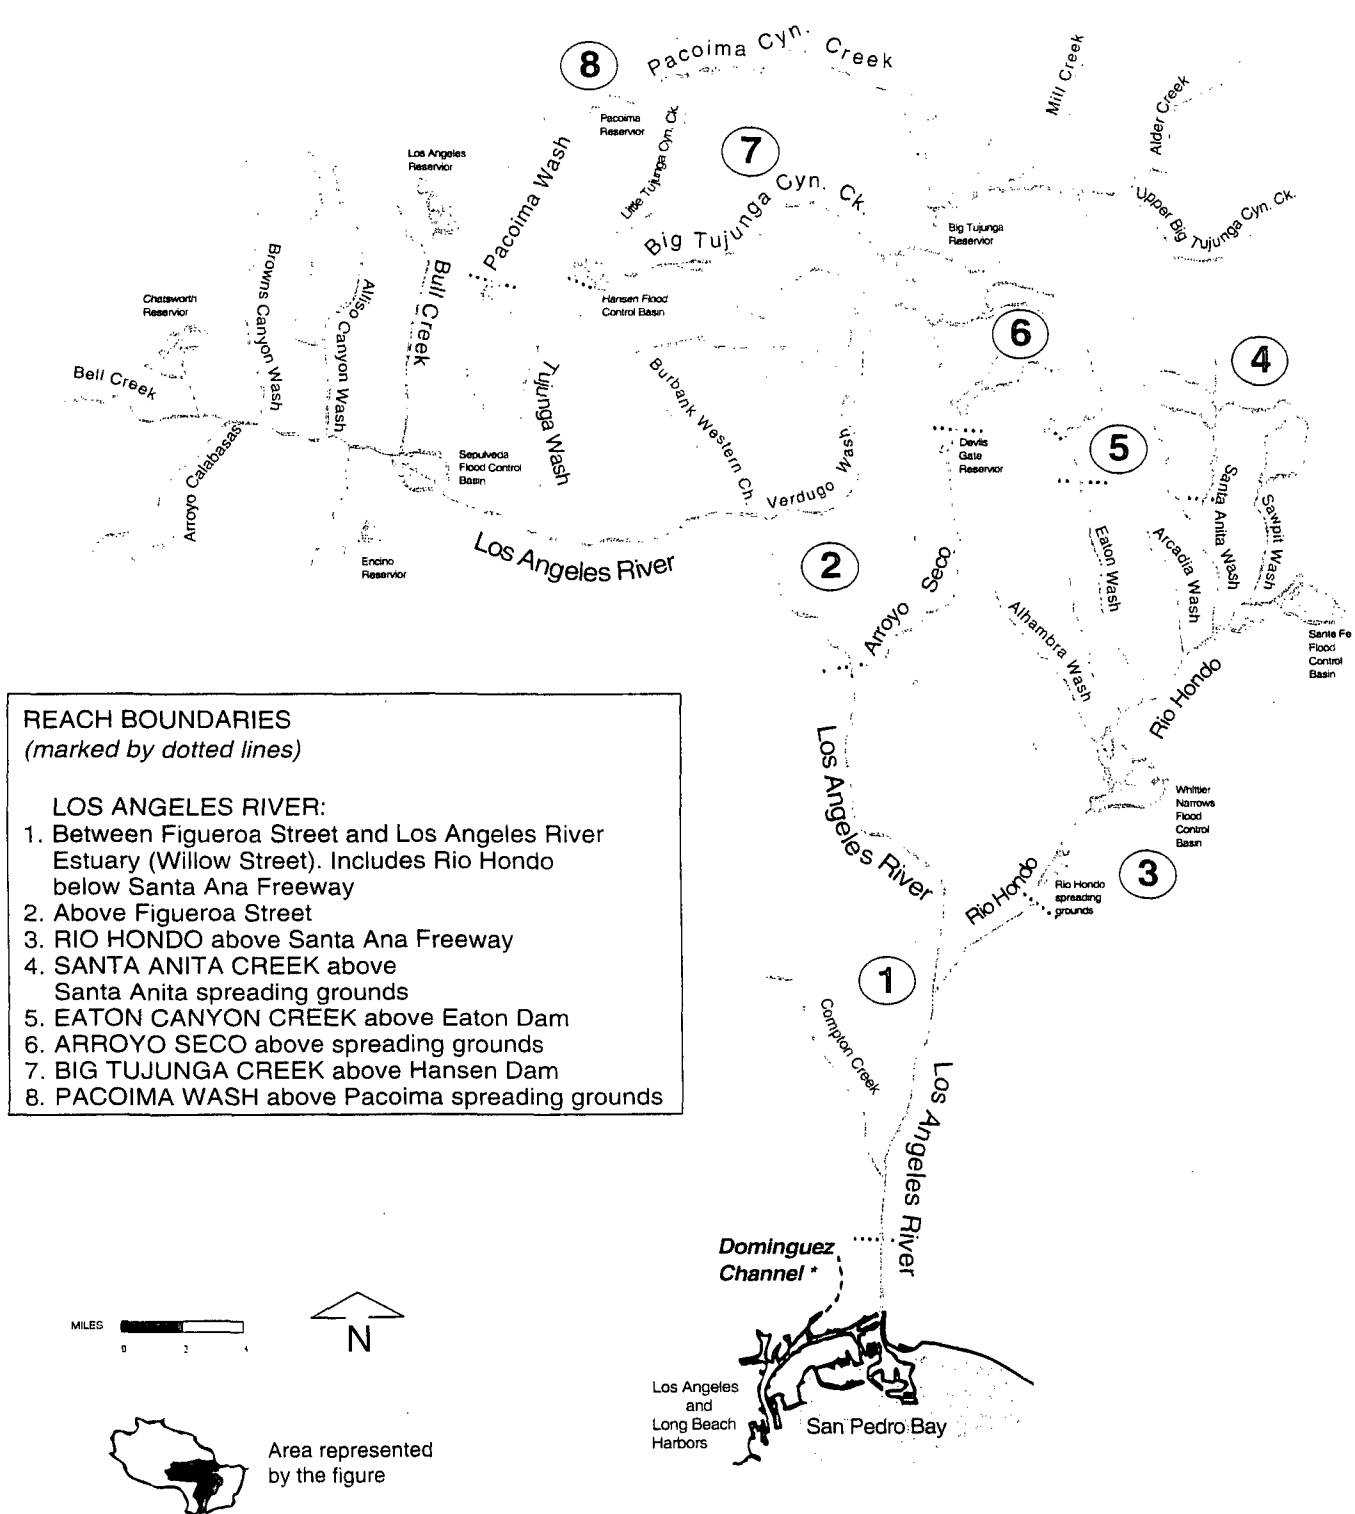 8
Pacoima Cyn. Creek
Mill Creek
Alder Creek
Pacoima
Reservior
Little Tujunga Cyn. Ck.
7
Big Tujunga Cyn. Ck.
Upper Big Tujunga Cyn. Ck.
Big Tujunga
Reservior
Los Angeles
Reservior
Pacoima Wash
Bull Creek
Browns Canyon Wash
Aliso Canyon Wash
Chatsworth
Reservior
Bell Creek
Arroyo Calabasas
Hansen Flood
Control Basin
6
4
5
Tujunga Wash
Burbank Western Ch.
Verdugo Wash
Sepulveda
Flood Control
Basin
Devils
Gate
Reservior
Encino
Reservior
Los Angeles River
2
Arroyo Seco
Alhambra Wash
Eaton Wash
Arcadia Wash
Santa Anita Wash
Sawpit Wash
Sante Fe
Flood
Control
Basin
Rio Hondo
Whittier
Narrows
Flood
Control
Basin
Los Angeles River
Rio Hondo
Rio Hondo
spreading
grounds
3
1
Compton Creek
Los Angeles River
REACH BOUNDARIES
(marked by dotted lines)
LOS ANGELES RIVER:
1. Between Figueroa Street and Los Angeles River
Estuary (Willow Street). Includes Rio Hondo
below Santa Ana Freeway
2. Above Figueroa Street
3. RIO HONDO above Santa Ana Freeway
4. SANTA ANITA CREEK above
Santa Anita spreading grounds
5. EATON CANYON CREEK above Eaton Dam
6. ARROYO SECO above spreading grounds
7. BIG TUJUNGA CREEK above Hansen Dam
8. PACOIMA WASH above Pacoima spreading grounds
Dominguez
Channel *
MILES
0 2 4
N
Los Angeles
and
Long Beach
Harbors
San Pedro Bay
Area represented
by the figure